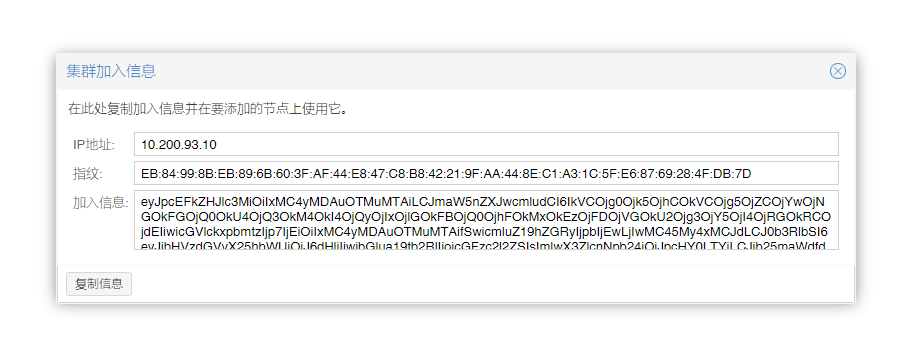 集群加入信息
在此处复制加入信息并在要添加的节点上使用它。
IP地址: 10.200.93.10
指纹: EB:84:99:8B:EB:89:6B:60:3F:AF:44:E8:47:C8:B8:42:21:9F:AA:44:8E:C1:A3:1C:5F:E6:87:69:28:4F:DB:7D
加入信息: eyJpcEFkZHJlc3MiOiIxMC4yMDAuOTMuMTAiLCJmaW5nZXJwcmludCI6IkVCOjg0Ojk5OjhCOkVCOjg5OjZCOjYwOjN
GOkFGOjQ0OkU4OjQ3OkM4OkI4OjQyOjIxOjlGOkFBOjQ0OjhFOkMxOkEzOjFDOjVGOkU2Ojg3OjY5OjI4OjRGOkRCO
jdEIiwicGVlckxpbmtzIjp7IjEiOiIxMC4yMDAuOTMuMTAifSwicmluZ19hZGRyIjpbIjEwLjIwMC45My4xMCJdLCJ0b3RlbSI6
复制信息